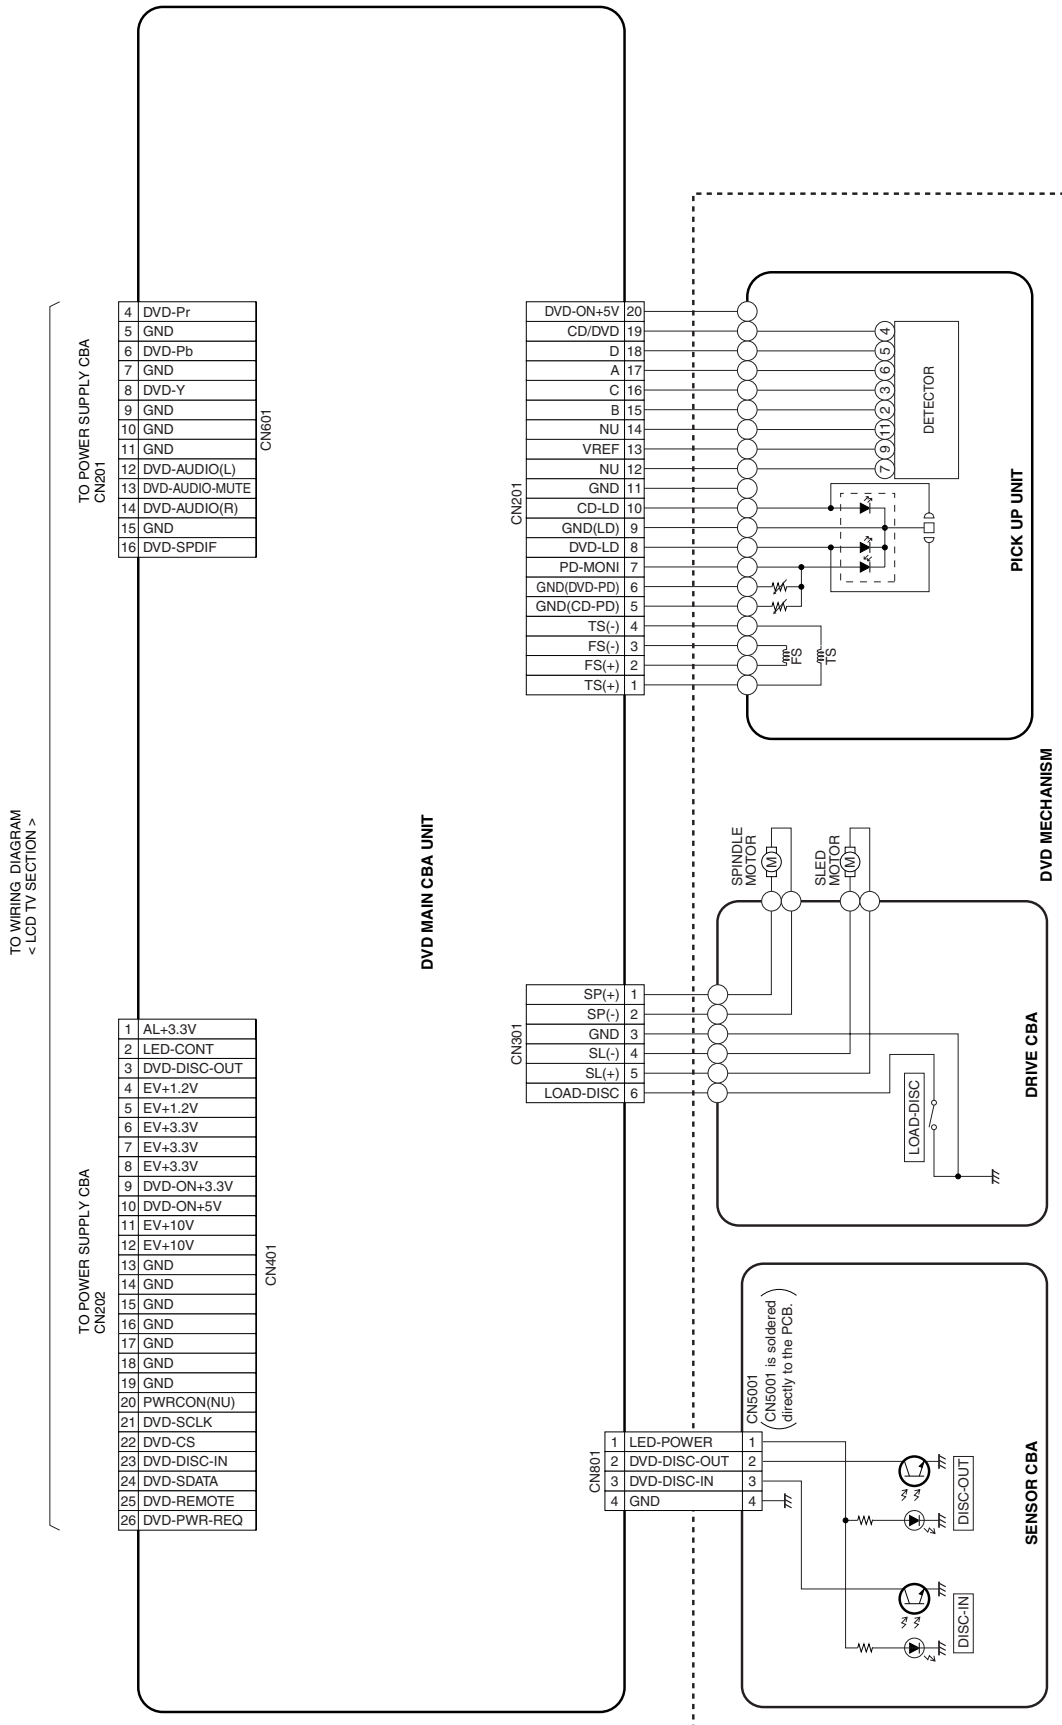 TO WIRING DIAGRAM
< LCD TV SECTION >
TO POWER SUPPLY CBA
CN201
4 DVD-Pr
5 GND
6 DVD-Pb
7 GND
8 DVD-Y
9 GND
10 GND
11 GND
12 DVD-AUDIO(L)
13 DVD-AUDIO-MUTE
14 DVD-AUDIO(R)
15 GND
16 DVD-SPDIF
CN601
TO POWER SUPPLY CBA
CN202
1 AL+3.3V
2 LED-CONT
3 DVD-DISC-OUT
4 EV+1.2V
5 EV+1.2V
6 EV+3.3V
7 EV+3.3V
8 EV+3.3V
9 DVD-ON+3.3V
10 DVD-ON+5V
11 EV+10V
12 EV+10V
13 GND
14 GND
15 GND
16 GND
17 GND
18 GND
19 GND
20 PWRCON(NU)
21 DVD-SCLK
22 DVD-CS
23 DVD-DISC-IN
24 DVD-SDATA
25 DVD-REMOTE
26 DVD-PWR-REQ
CN401
DVD MAIN CBA UNIT
CN201
DVD-ON+5V 20
CD/DVD 19
D 18
A 17
C 16
B 15
NU 14
VREF 13
NU 12
GND 11
CD-LD 10
GND(LD) 9
DVD-LD 8
PD-MONI 7
GND(DVD-PD) 6
GND(CD-PD) 5
TS(-) 4
FS(-) 3
FS(+) 2
TS(+) 1
4
5
6
3
2
11
9
7
DETECTOR
FS
TS
PICK UP UNIT
DVD MECHANISM
CN301
SP(+) 1
SP(-) 2
GND 3
SL(-) 4
SL(+) 5
LOAD-DISC 6
SPINDLE
MOTOR
M
SLED
MOTOR
M
LOAD-DISC
DRIVE CBA
CN801
1 LED-POWER 1
2 DVD-DISC-OUT 2
3 DVD-DISC-IN 3
4 GND 4
CN5001
(CN5001 is soldered
directly to the PCB.)
DISC-OUT
DISC-IN
SENSOR CBA